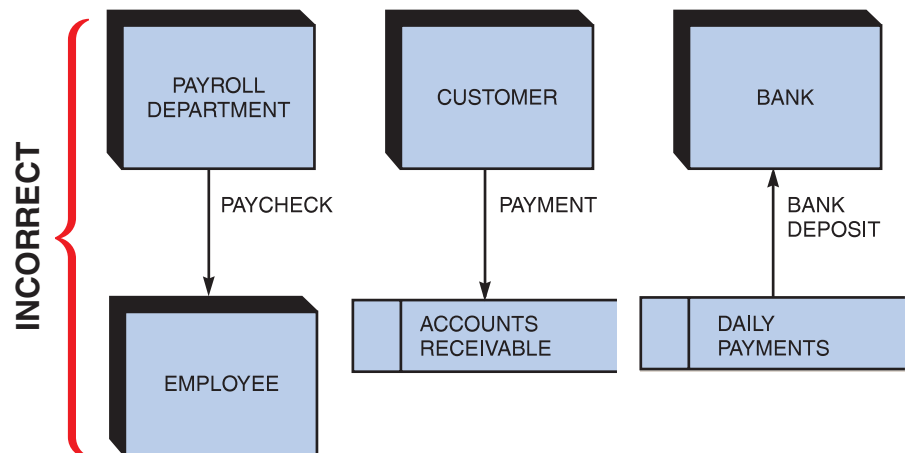 INCORRECT
PAYROLL
DEPARTMENT
PAYCHECK
EMPLOYEE
CUSTOMER
PAYMENT
ACCOUNTS
RECEIVABLE
BANK
BANK
DEPOSIT
DAILY
PAYMENTS